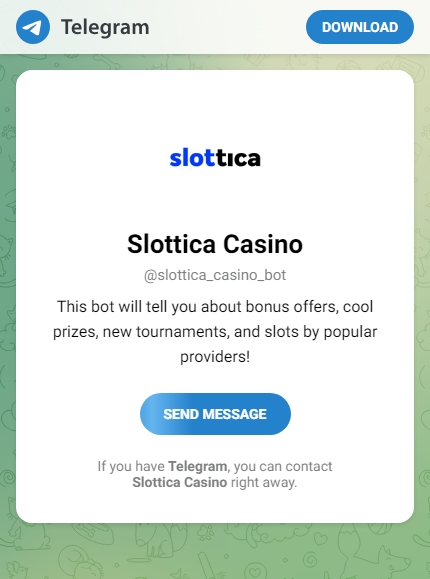 Telegram
DOWNLOAD
slottica
Slottica Casino
@slottica_casino_bot
This bot will tell you about bonus offers, cool
prizes, new tournaments, and slots by popular
providers!
SEND MESSAGE
If you have Telegram, you can contact
Slottica Casino right away.